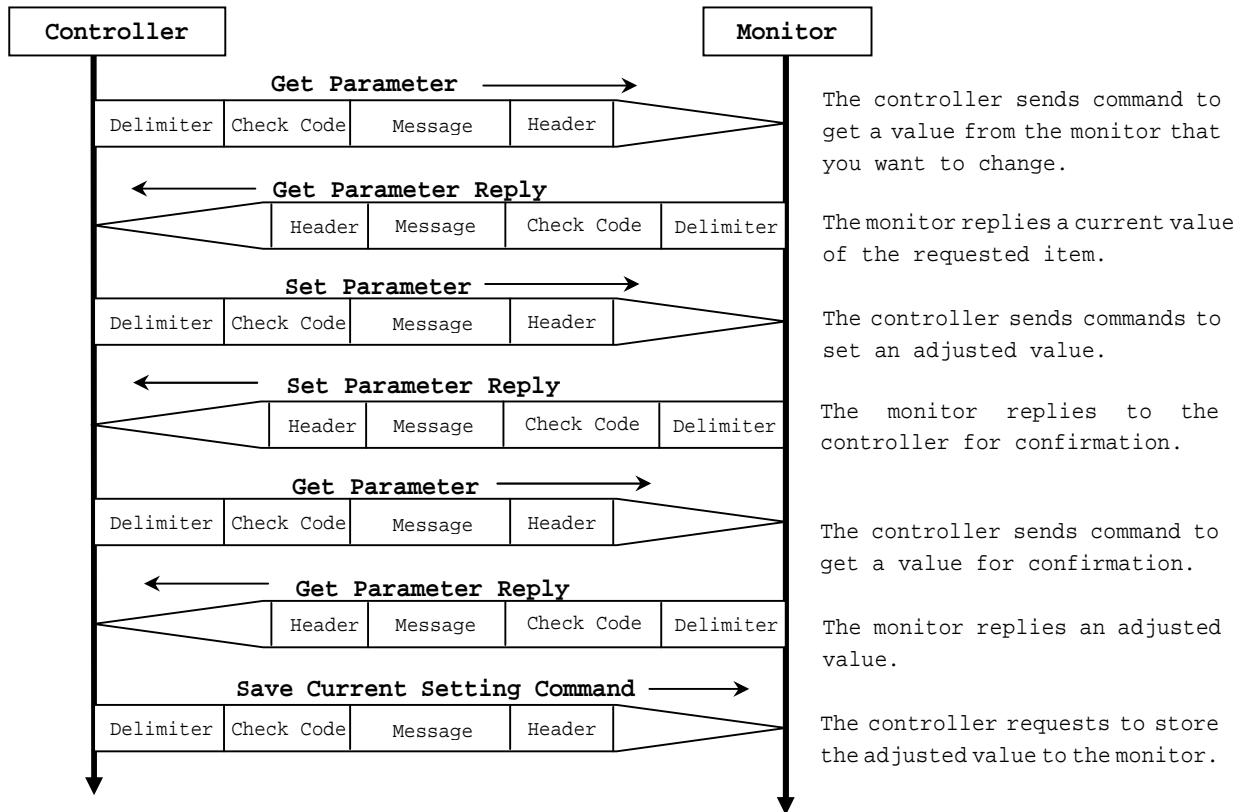 Controller
Monitor
Get Parameter
Delimiter Check Code Message Header
The controller sends command to
get a value from the monitor that
you want to change.
Get Parameter Reply
Header Message Check Code Delimiter
The monitor replies a current value
of the requested item.
Set Parameter
Delimiter Check Code Message Header
The controller sends commands to
set an adjusted value.
Set Parameter Reply
Header Message Check Code Delimiter
The monitor replies to the
controller for confirmation.
Get Parameter
Delimiter Check Code Message Header
The controller sends command to
get a value for confirmation.
Get Parameter Reply
Header Message Check Code Delimiter
The monitor replies an adjusted
value.
Save Current Setting Command
Delimiter Check Code Message Header
The controller requests to store
the adjusted value to the monitor.